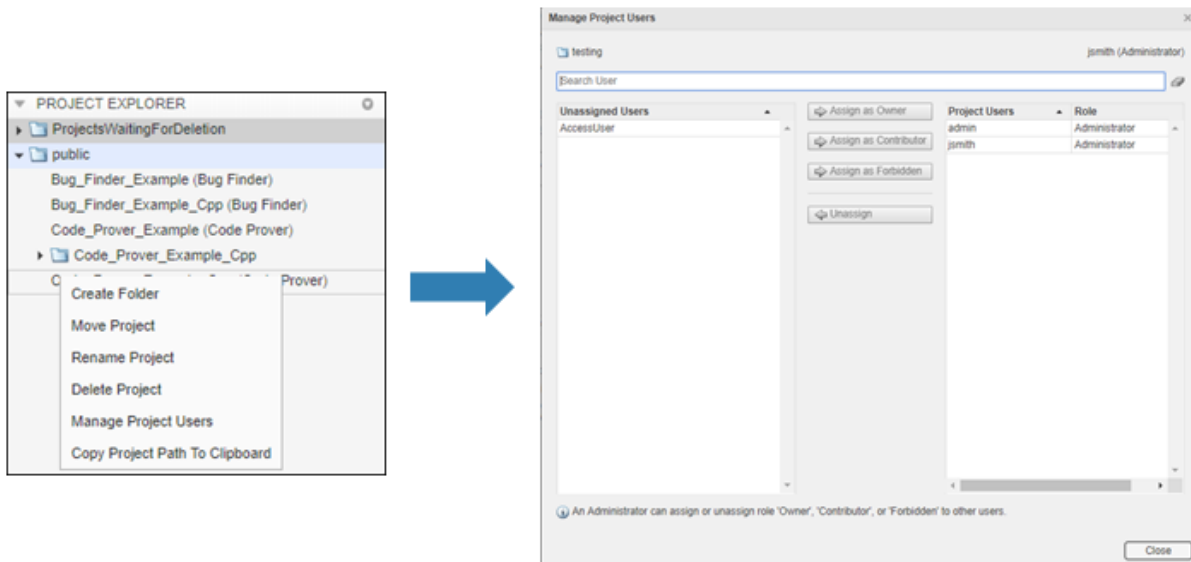 PROJECT EXPLORER
ProjectsWaitingForDeletion
public
Bug_Finder_Example (Bug Finder)
Bug_Finder_Example_Cpp (Bug Finder)
Code_Prover_Example (Code Prover)
Code_Prover_Example_Cpp
Prover)
Create Folder
Move Project
Rename Project
Delete Project
Manage Project Users
Copy Project Path To Clipboard
Manage Project Users
testing jsmith (Administrator)
Search User
Unassigned Users
AccessUser
Assign as Owner
Assign as Contributor
Assign as Forbidden
Unassign
Project Users Role
admin Administrator
jsmith Administrator
An Administrator can assign or unassign role 'Owner', 'Contributor', or 'Forbidden' to other users.
Close